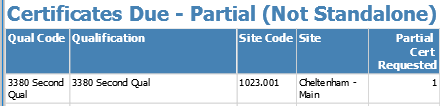 Certificates Due - Partial (Not Standalone)
Qual Code Qualification Site Code Site Partial
Cert
Requested
3380 Second 3380 Second Qual 1023.001 Cheltenham - 1
Qual Main